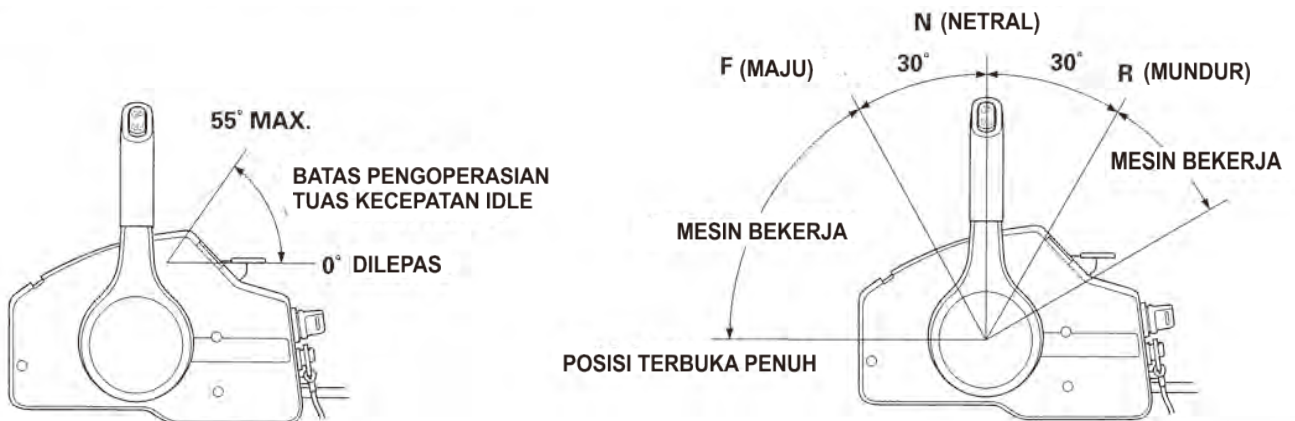 55° MAX.
BATAS PENGOPERASIAN
TUAS KECEPATAN IDLE
0° DILEPAS
N (NETRAL)
F (MAJU)
30°
30°
R (MUNDUR)
MESIN BEKERJA
MESIN BEKERJA
POSISI TERBUKA PENUH